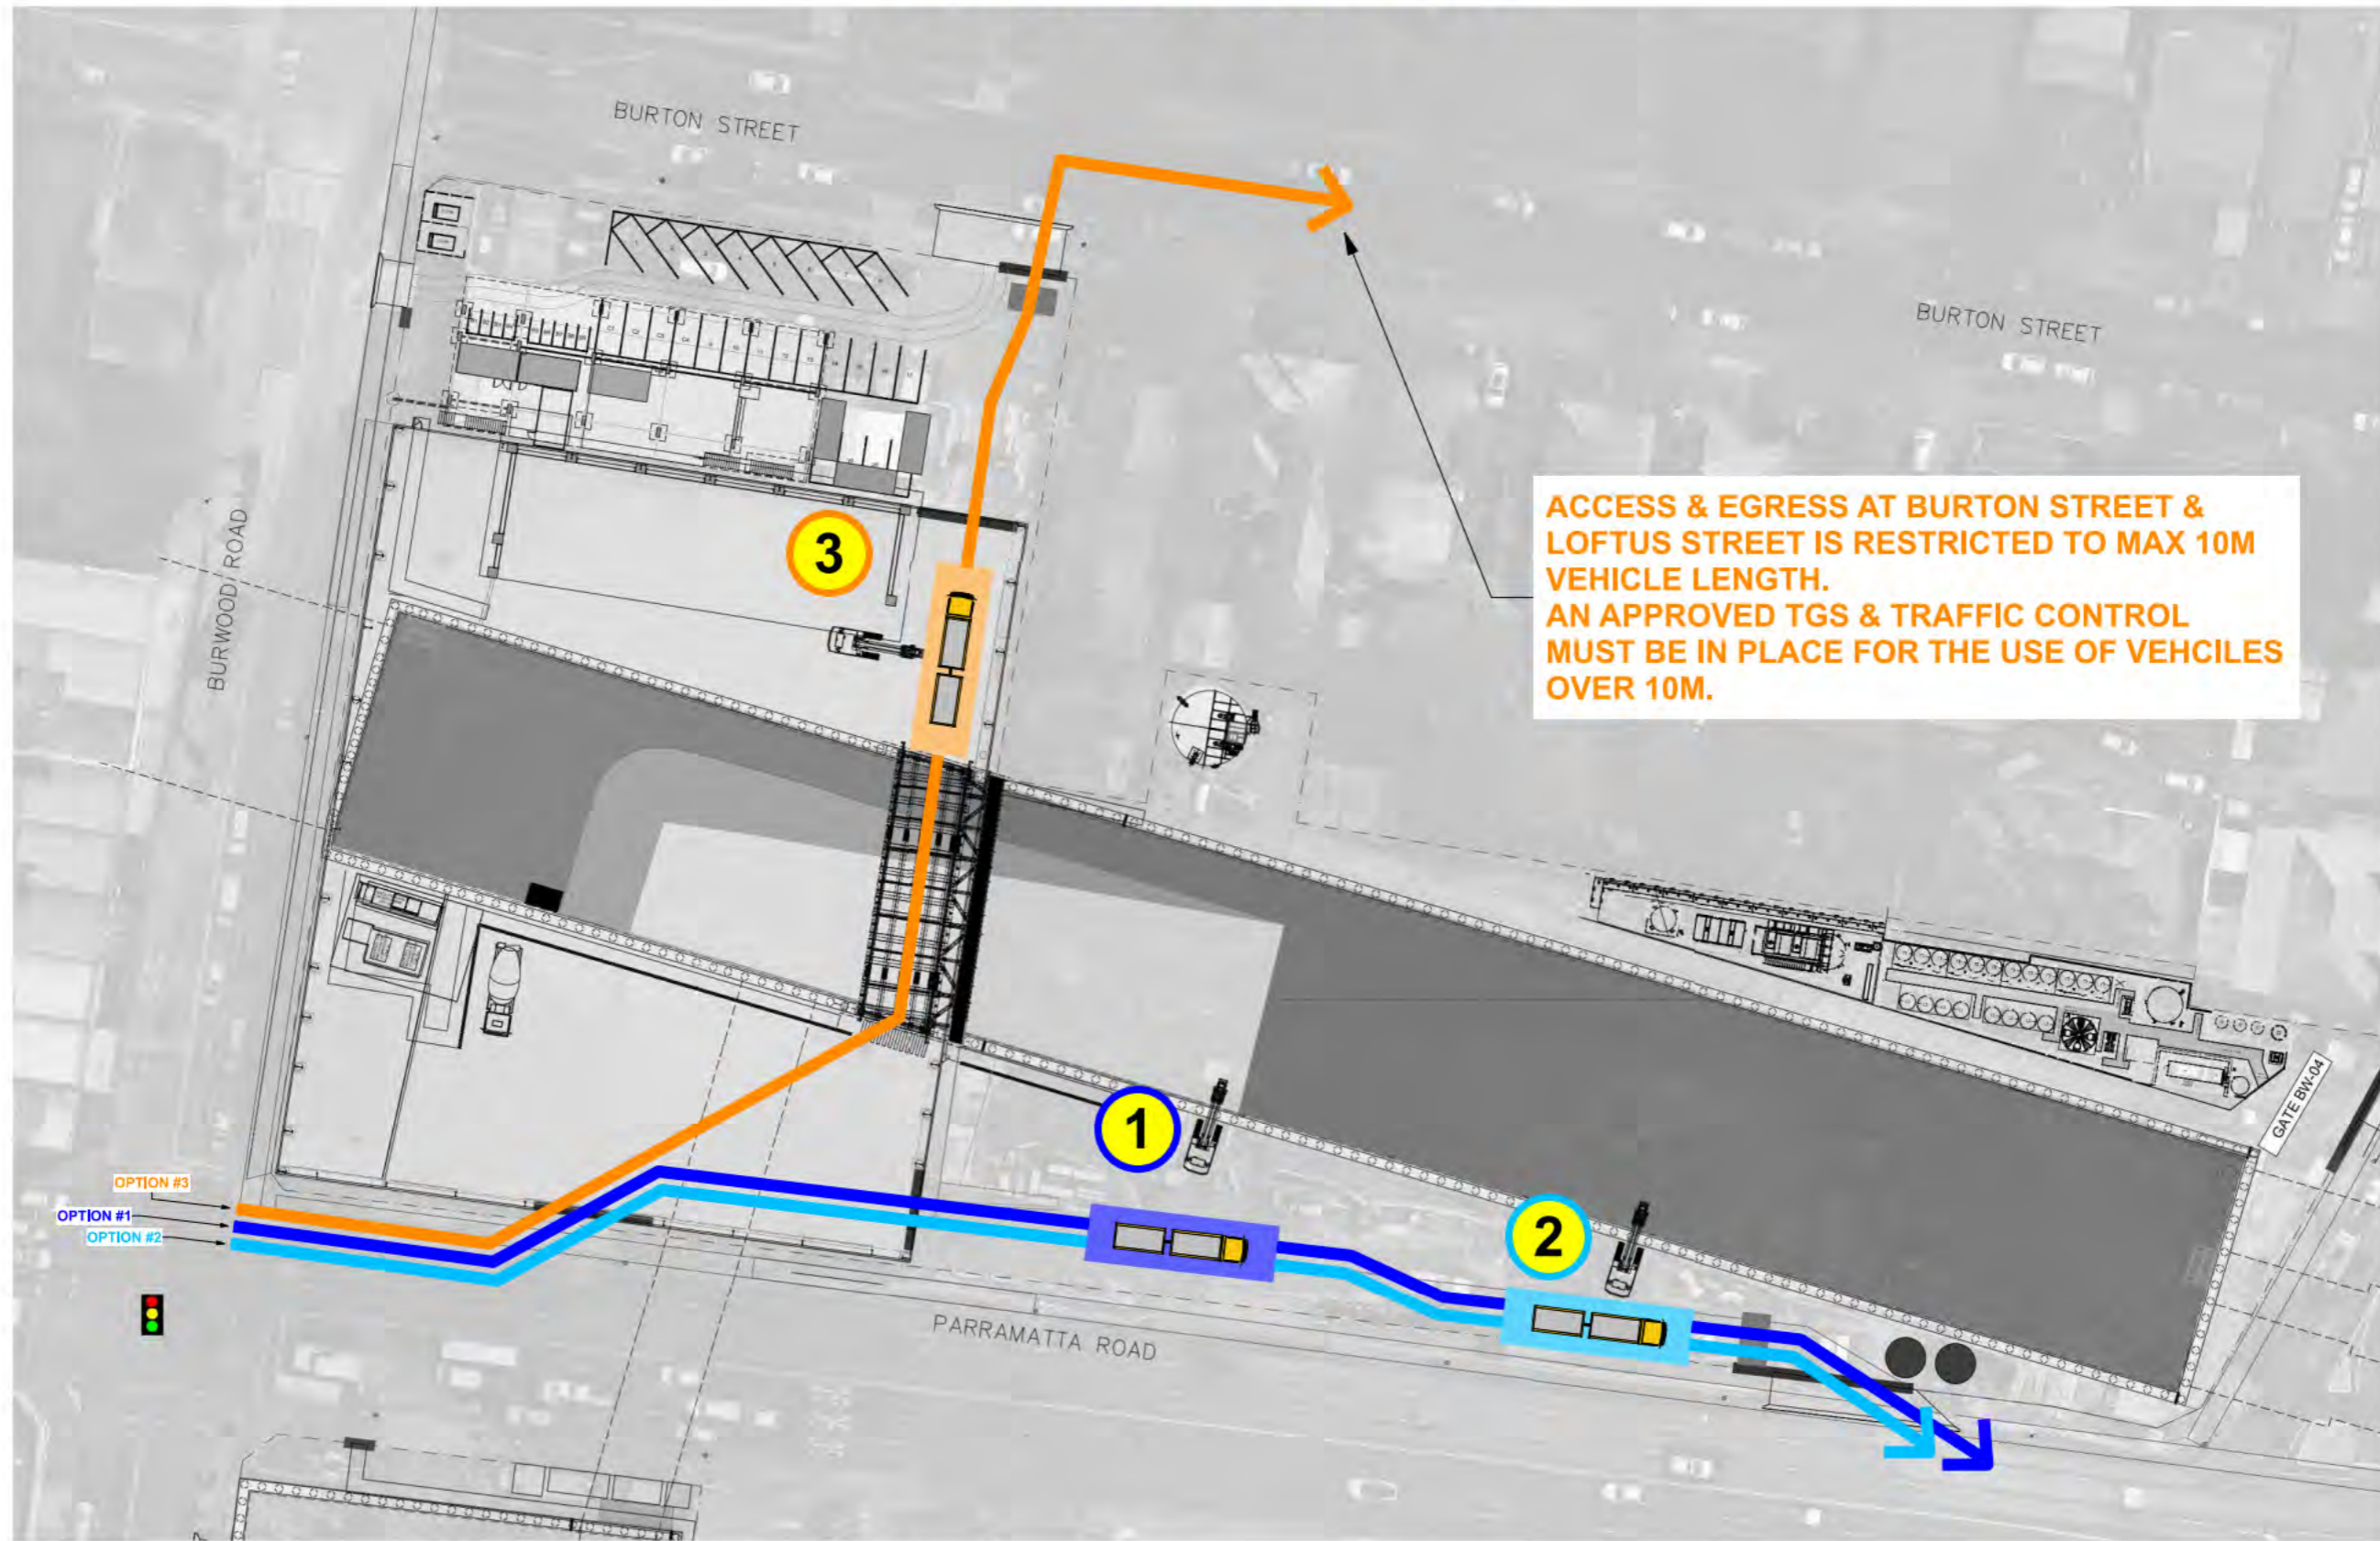 BURTON STREET
BURTON STREET
ACCESS & EGRESS AT BURTON STREET &
LOFTUS STREET IS RESTRICTED TO MAX 10M
VEHICLE LENGTH.
AN APPROVED TGS & TRAFFIC CONTROL
MUST BE IN PLACE FOR THE USE OF VEHCILES
OVER 10M.
3
BURWOOD ROAD
GATE BW-04
1
OPTION #3
OPTION #1
OPTION #2
2
PARRAMATTA ROAD